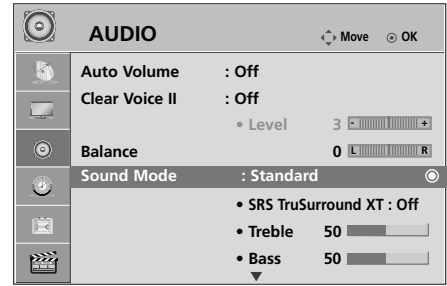 AUDIO Move OK
Auto Volume : Off
Clear Voice II : Off
• Level 3 - +
Balance 0 L R
Sound Mode : Standard
• SRS TruSurround XT : Off
• Treble 50
• Bass 50